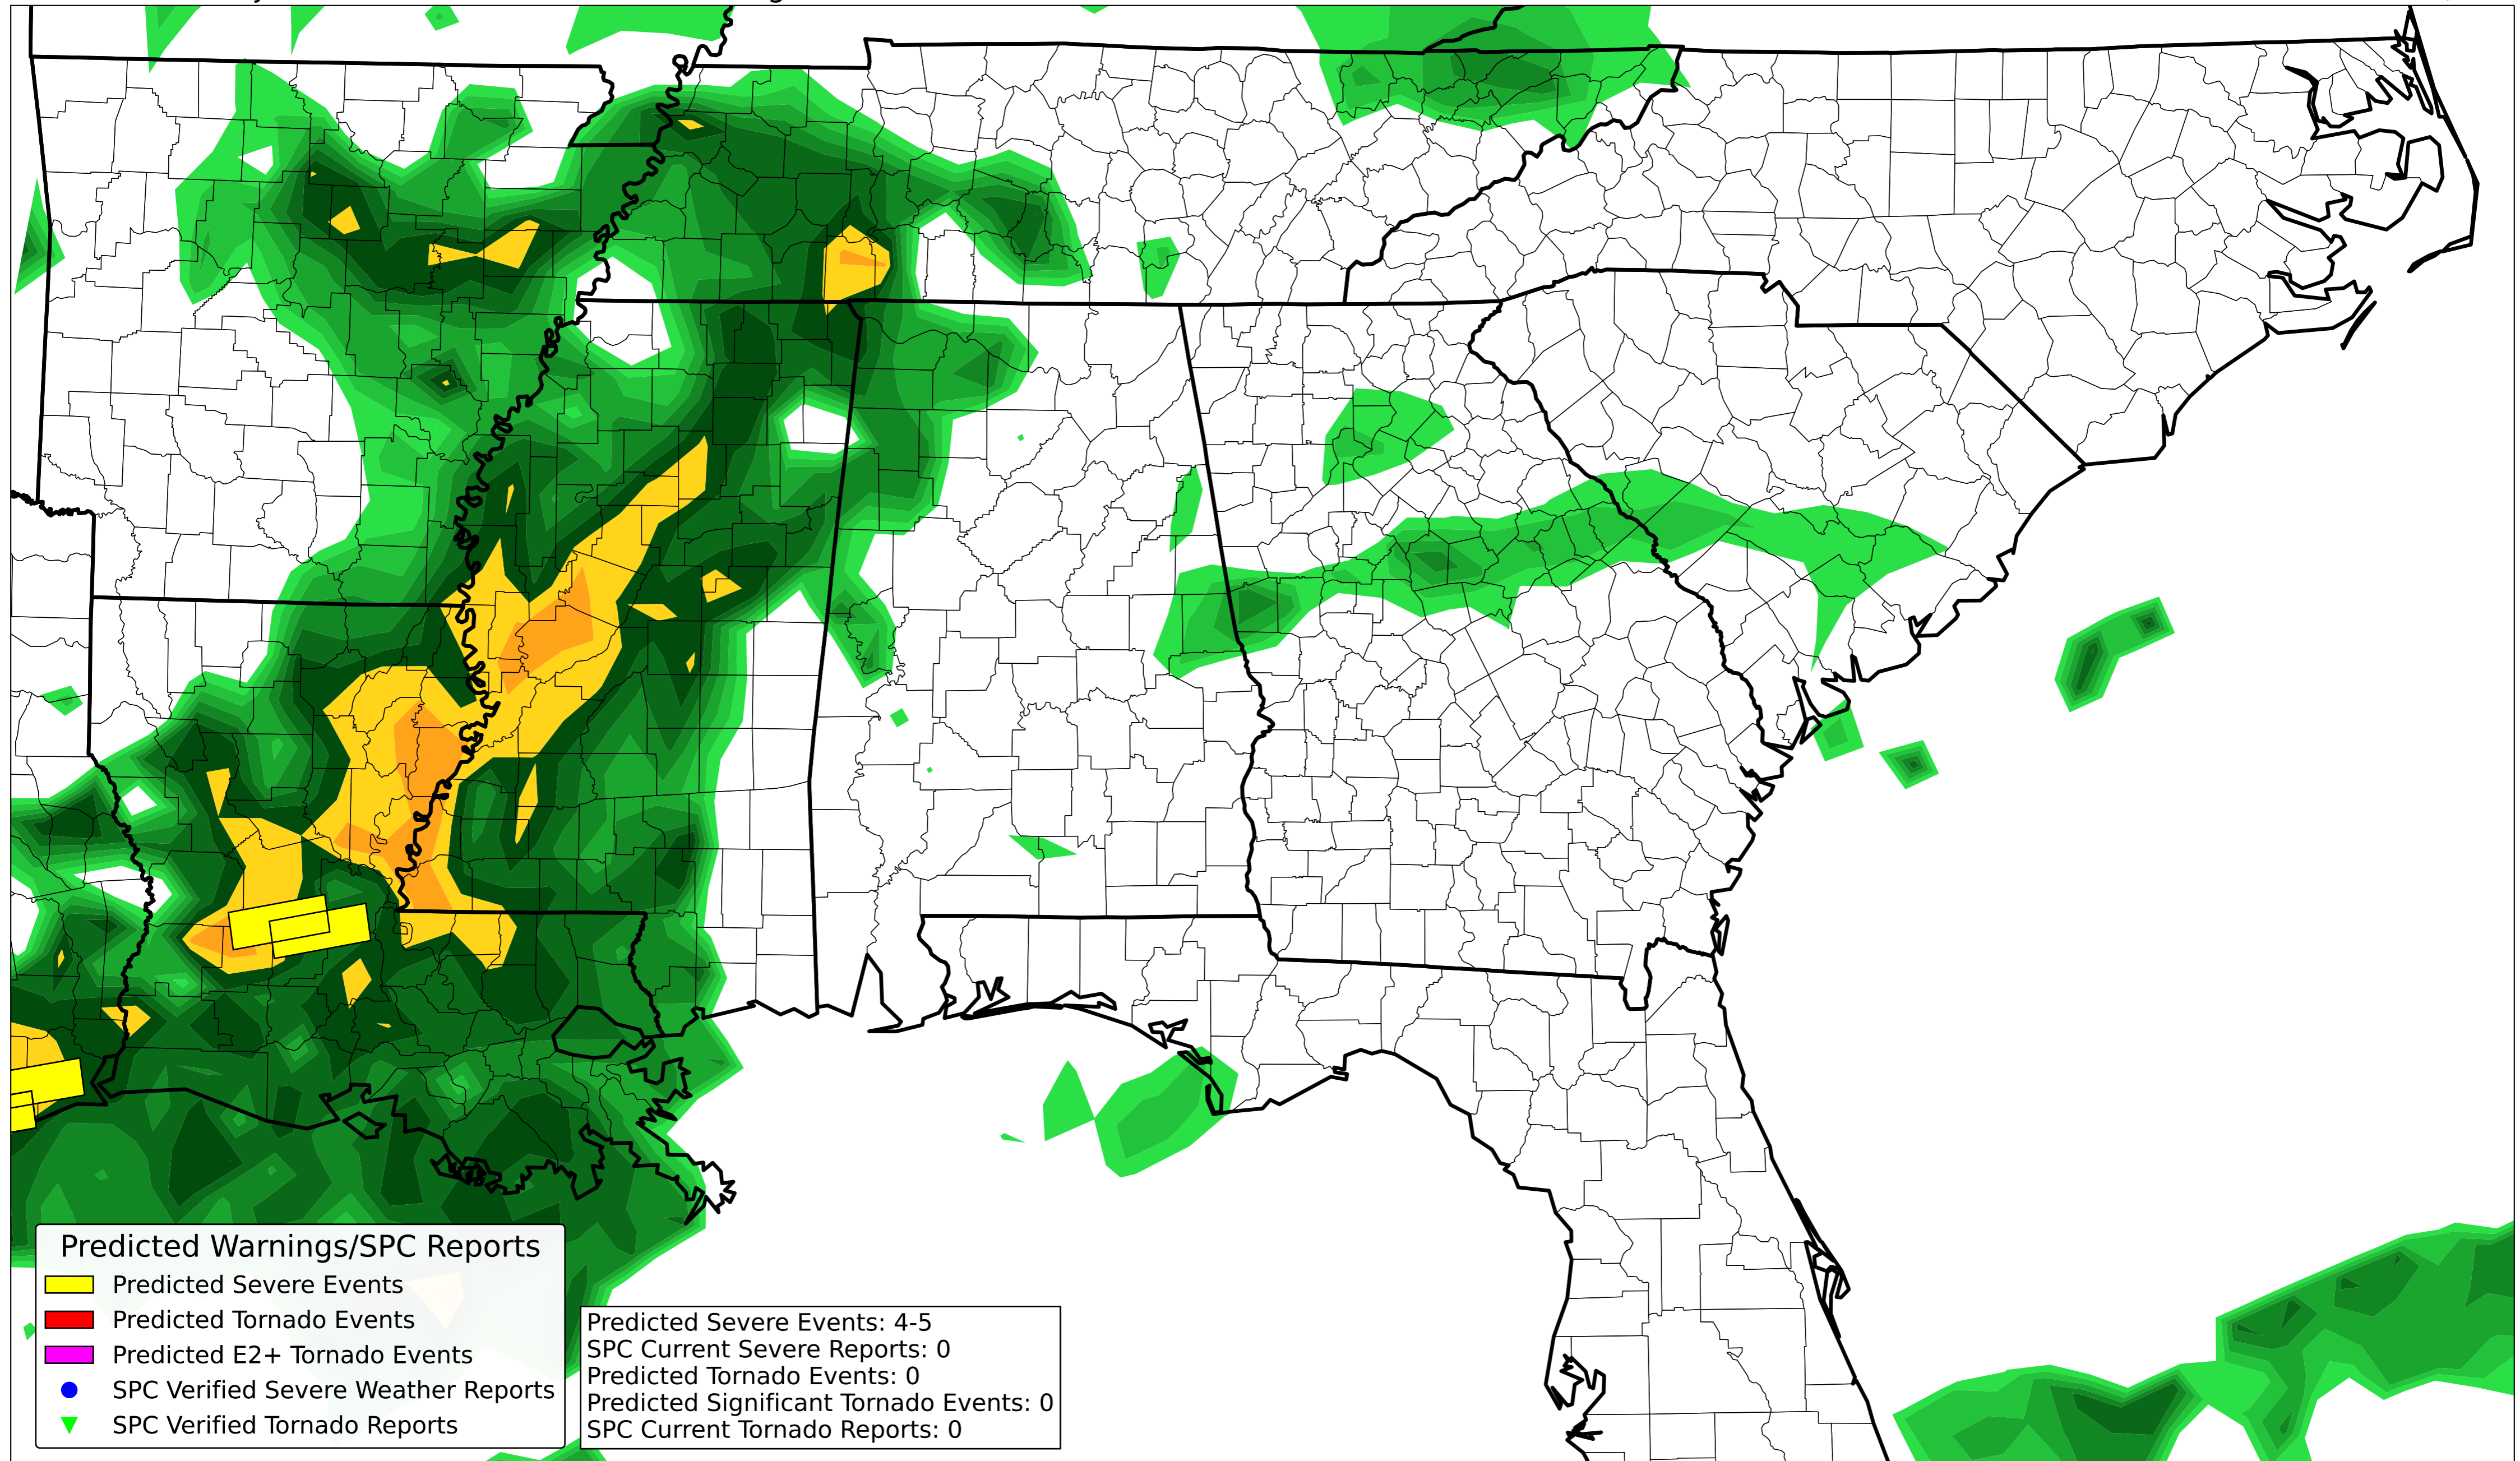 Predicted Warnings/SPC Reports
Predicted Severe Events
Predicted Tornado Events
Predicted E2+ Tornado Events
SPC Verified Severe Weather Reports
SPC Verified Tornado Reports
Predicted Severe Events: 4-5
SPC Current Severe Reports: 0
Predicted Tornado Events: 0
Predicted Significant Tornado Events: 0
SPC Current Tornado Reports: 0